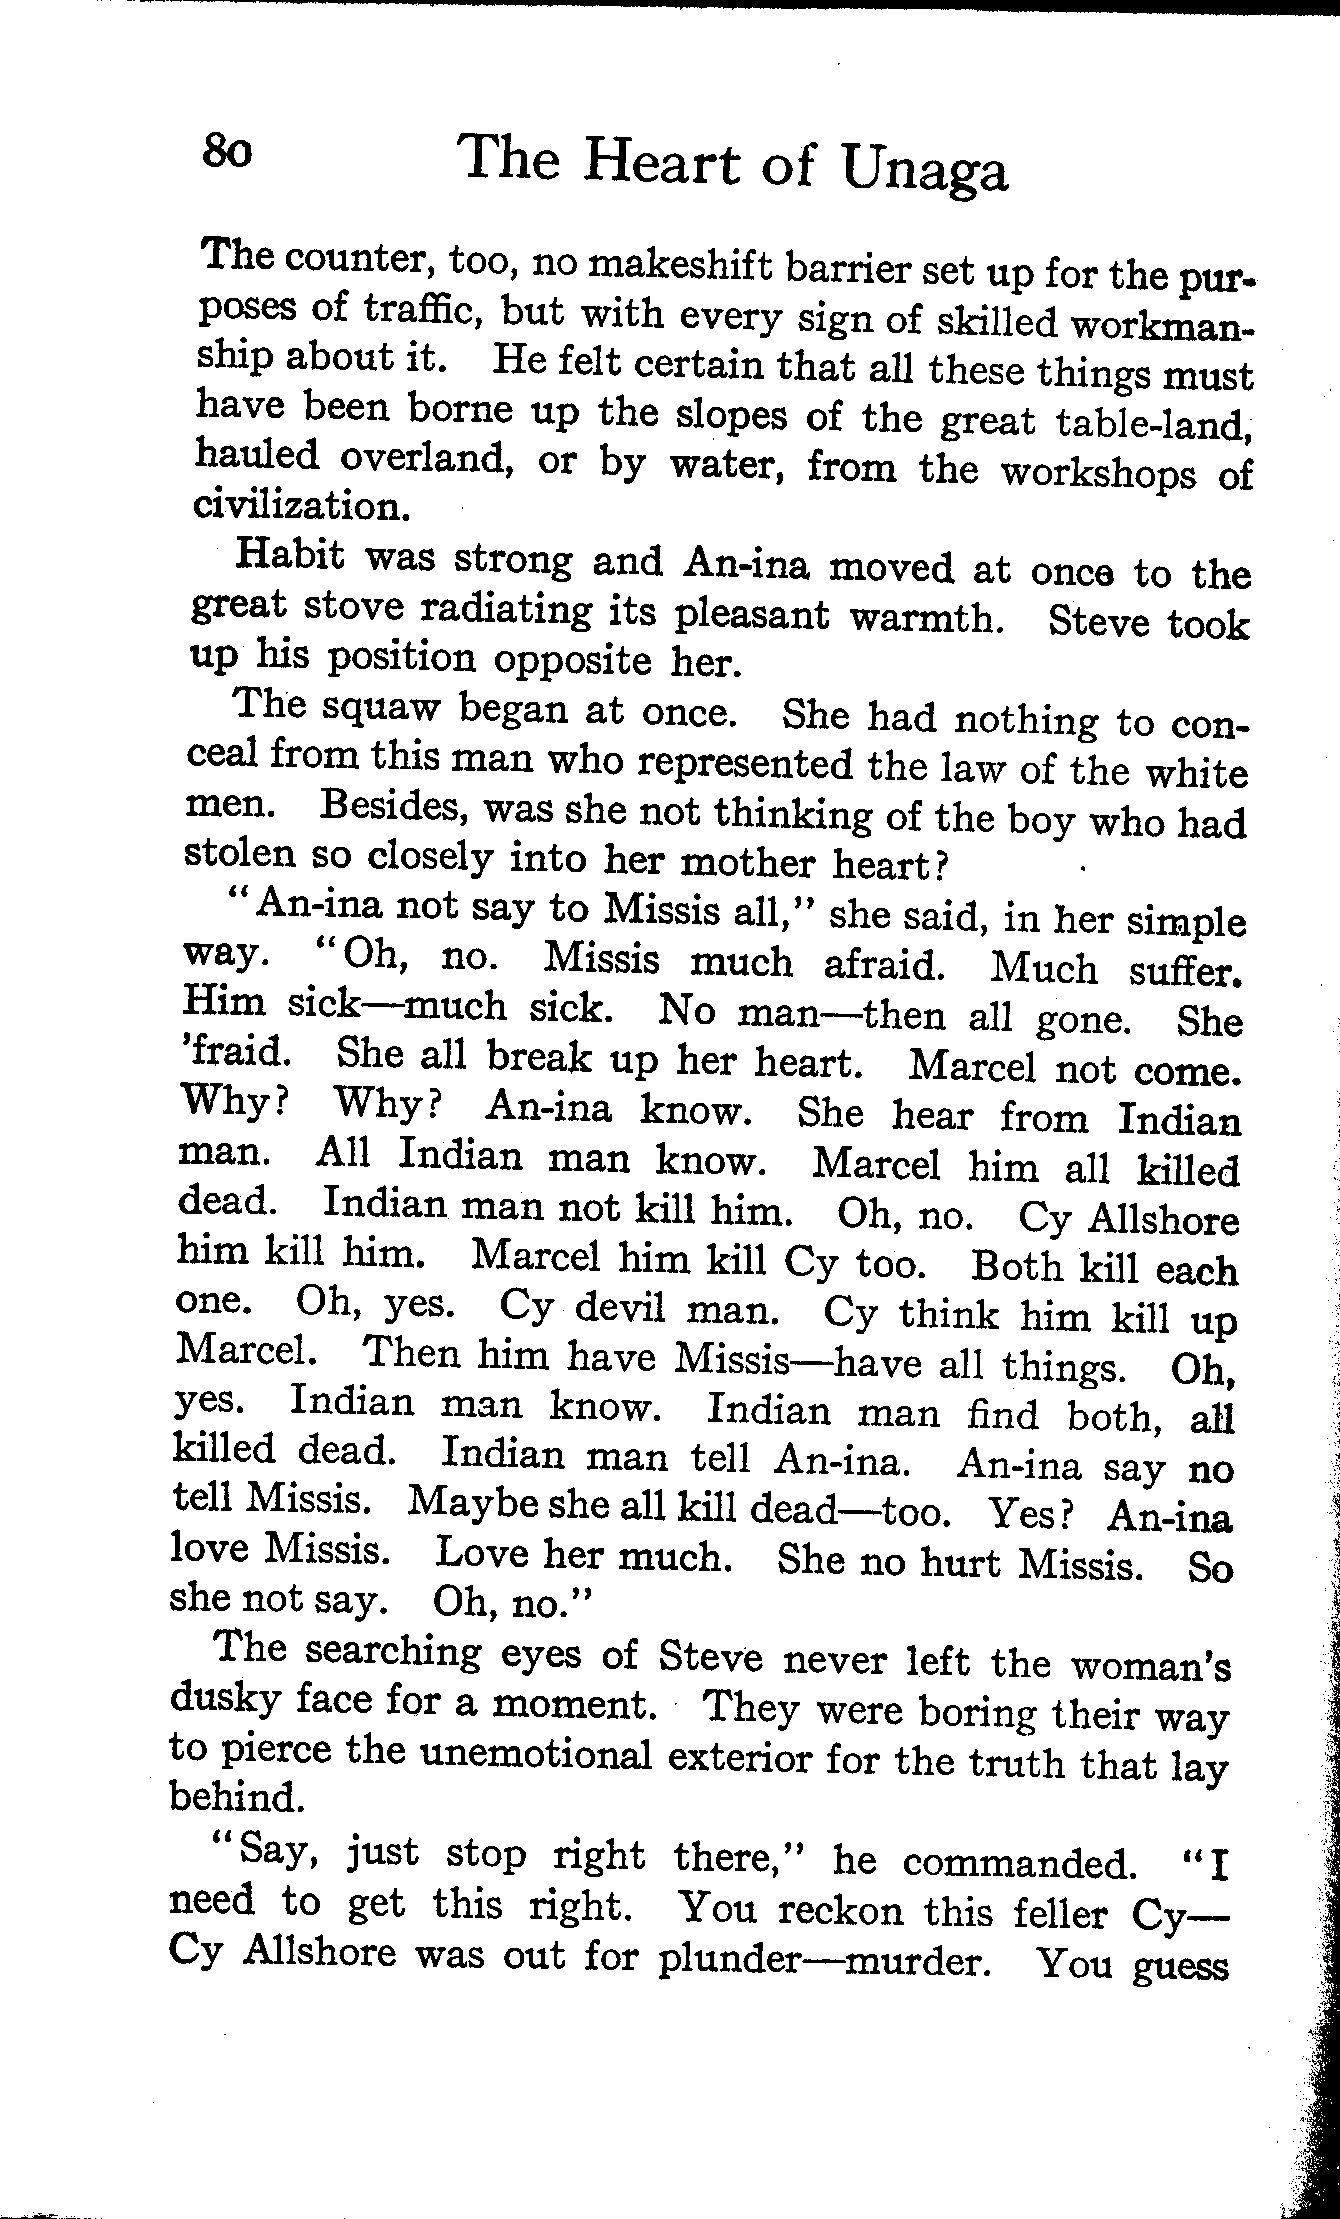 80 The Heart of Unaga
The counter, too, no makeshift barrier set up for the pur-
poses of traffic, but with every sign of skilled workman-
ship about it. He felt certain that all these things must
have been borne up the slopes of the great table-land,
hauled overland, or by water, from the workshops of
civilization.
Habit was strong and An-ina moved at once to the
great stove radiating its pleasant warmth. Steve took
up his position opposite her.
The squaw began at once. She had nothing to con-
ceal from this man who represented the law of the white
men. Besides, was she not thinking of the boy who had
stolen so closely into her mother heart?
“An-ina not say to Missis all,” she said, in her simple
way. “Oh, no. Missis much afraid. Much suffer.
Him sick—much sick. No man—then all gone. She
’fraid. She all break up her heart. Marcel not come.
Why? Why? An-ina know. She hear from Indian
man. All Indian man know. Marcel him all killed
dead. Indian man not kill him. Oh, no. Cy Allshore
him kill him. Marcel him kill Cy too. Both kill each
one. Oh, yes. Cy devil man. Cy think him kill up
Marcel. Then him have Missis—have all things. Oh,
yes. Indian man know. Indian man find both, all
killed dead. Indian man tell An-ina. An-ina say no
tell Missis. Maybe she all kill dead—too. Yes? An-ina
love Missis. Love her much. She no hurt Missis. So
she not say. Oh, no.”
The searching eyes of Steve never left the woman’s
dusky face for a moment. They were boring their way
to pierce the unemotional exterior for the truth that lay
behind.
“Say, just stop right there,” he commanded. “I
need to get this right. You reckon this feller Cy—
Cy Allshore was out for plunder—murder. You guess